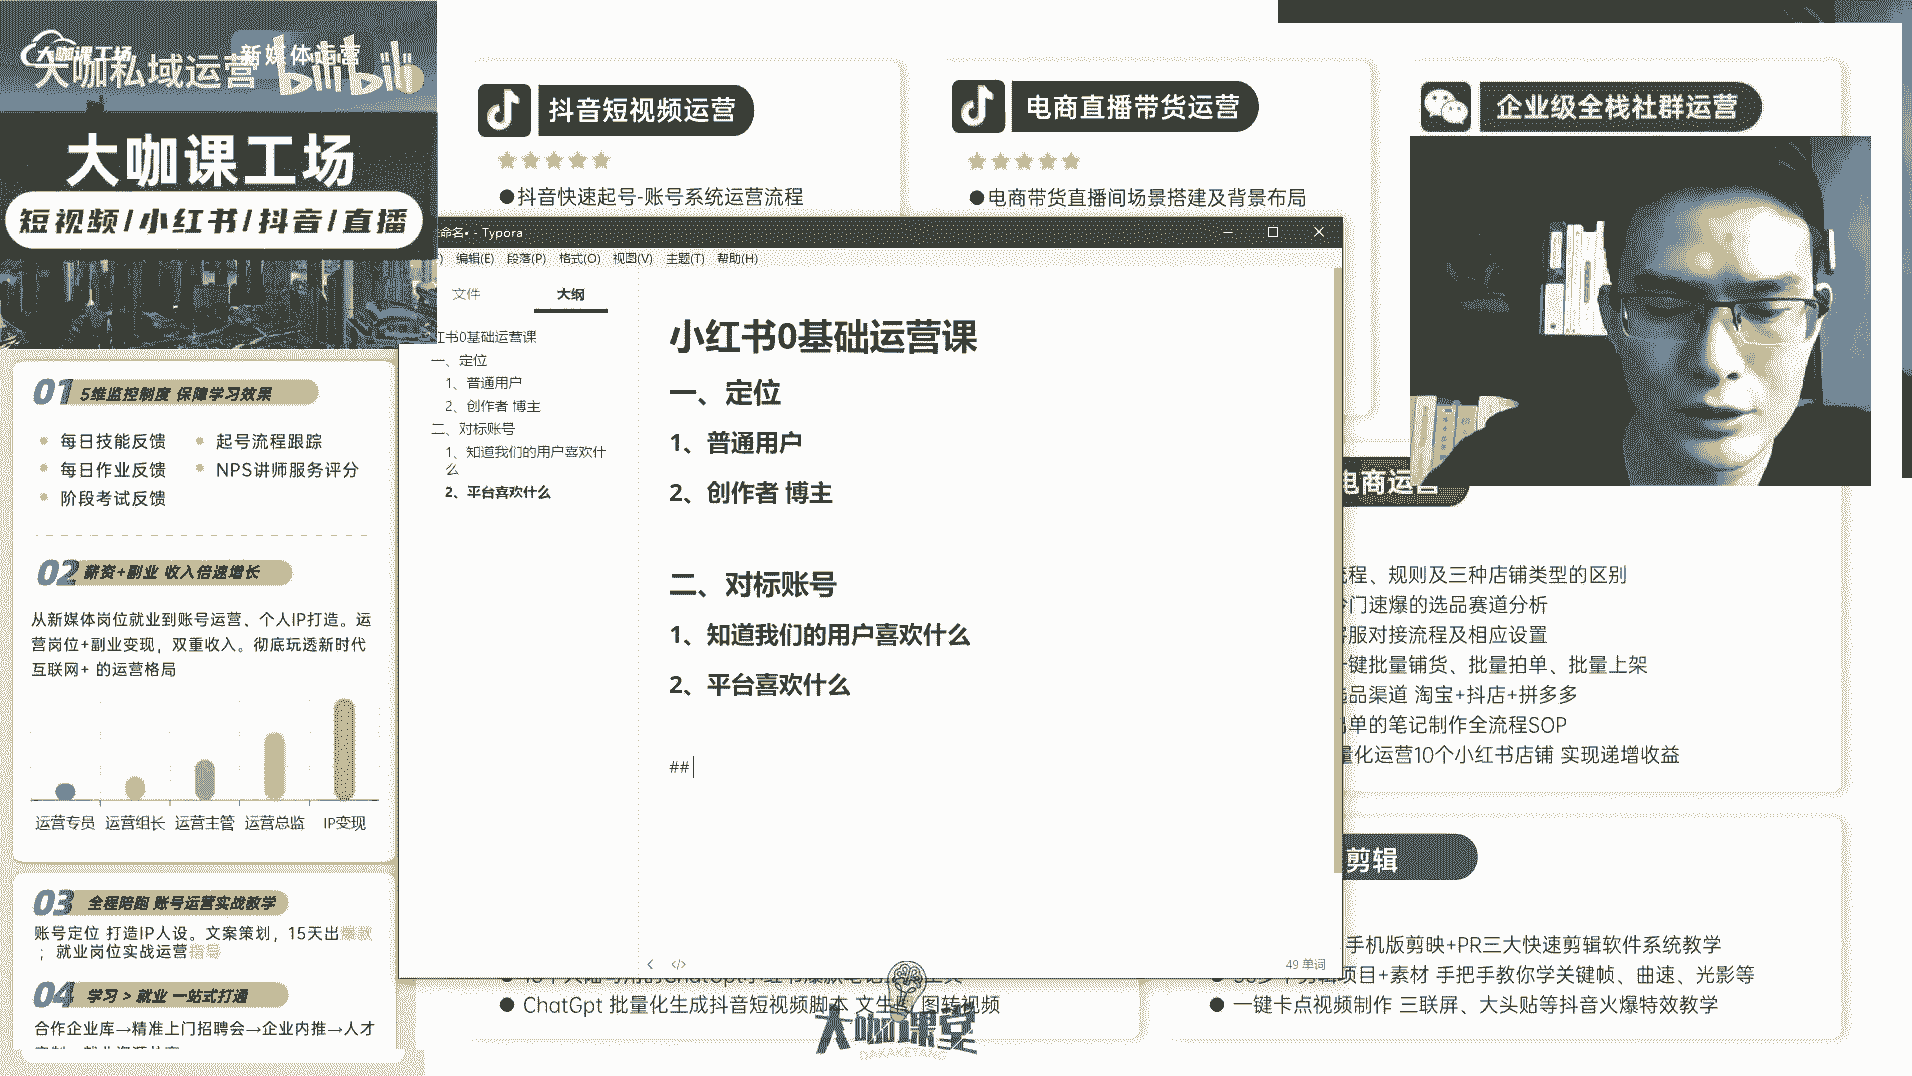 大咖课工场
新媒体运营
大咖私域运营 bilibili
大咖课工场
短视频/小红书/抖音/直播
01 5维监控制度 保障学习效果
每日技能反馈
起号流程跟踪
每日作业反馈
NPS讲师服务评分
阶段考试反馈
02 薪资+副业 收入倍速增长
从新媒体岗位就业到账号运营、个人IP打造。运
营岗位+副业变现，双重收入。彻底玩透新时代
互联网+ 的运营格局
运营专员 运营组长 运营主管 运营总监 IP变现
03 全程陪跑 账号运营实战教学
账号定位 打造IP人设。文案策划，15天出爆款
；就业岗位实战运营指导
04 学习 > 就业 一站式打通
合作企业库→精准上门招聘会→企业内推→人才
抖音短视频运营
★★★★★
●抖音快速起号-账号系统运营流程
电商直播带货运营
★★★★★
●电商带货直播间场景搭建及背景布局
企业级全栈社群运营
命名• - Typora
) 编辑(E) 段落(P) 格式(O) 视图(V) 主题(T) 帮助(H)
文件 大纲
红书0基础运营课
一、定位
1、普通用户
2、创作者 博主
二、对标账号
1、知道我们的用户喜欢什
么
2、平台喜欢什么
小红书0基础运营课
一、定位
1、普通用户
2、创作者 博主
二、对标账号
1、知道我们的用户喜欢什么
2、平台喜欢什么
##
49 单词
电商运营
流程、规则及三种店铺类型的区别
冷门速爆的选品赛道分析
客服对接流程及相应设置
一键批量铺货、批量拍单、批量上架
选品渠道 淘宝+抖店+拼多多
出单的笔记制作全流程SOP
量化运营10个小红书店铺 实现递增收益
剪辑
手机版剪映+PR三大快速剪辑软件系统教学
项目+素材 手把手教你学关键帧、曲速、光影等
● 一键卡点视频制作 三联屏、大头贴等抖音火爆特效教学
● ChatGpt 批量化生成抖音短视频脚本 文生图 图转视频
大咖课堂
DAKAKETANG